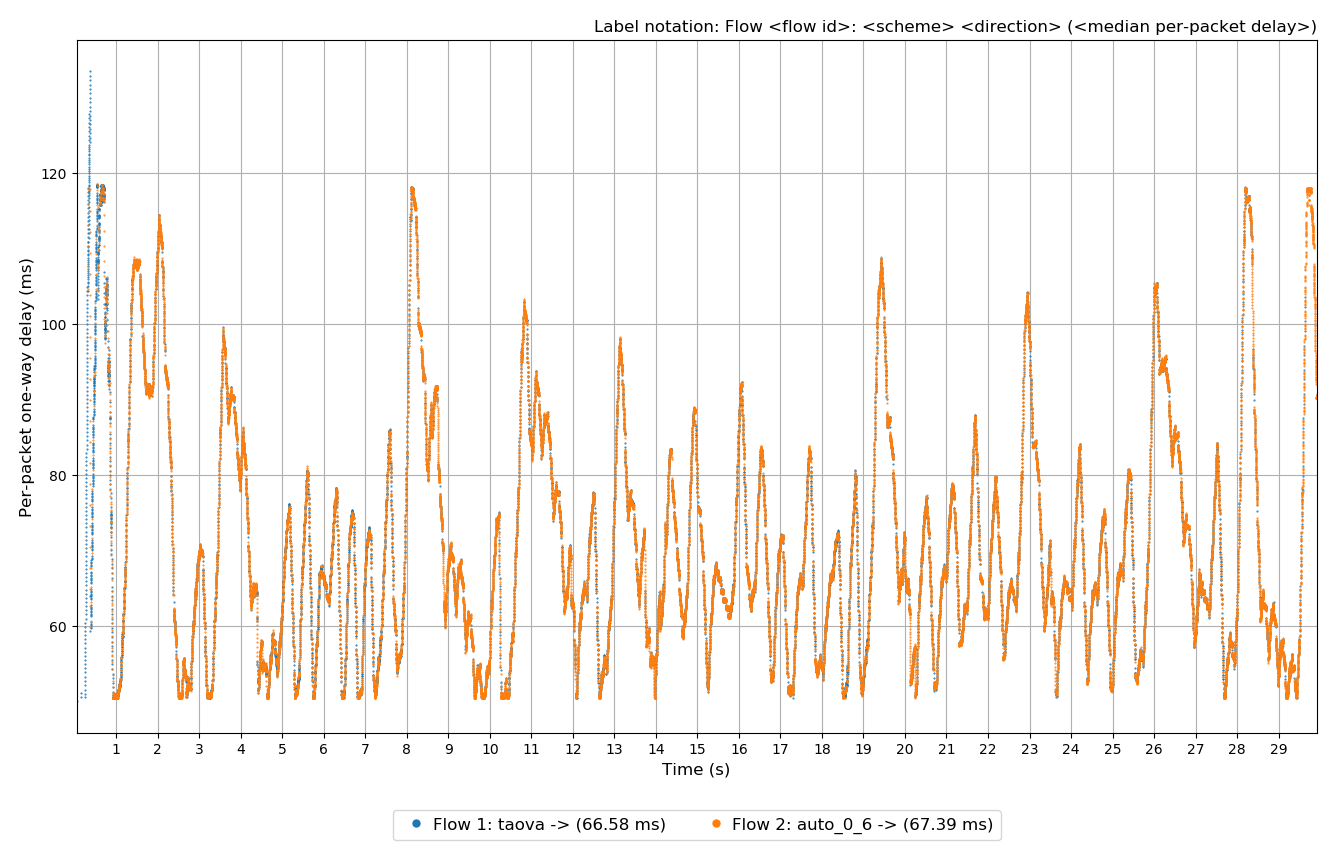 Label notation: Flow <flow id>: <scheme> <direction> (<median per-packet delay>)
Per-packet one-way delay (ms)
120
100
80
60
1 2 3 4 5 6 7 8 9 10 11 12 13 14 15 16 17 18 19 20 21 22 23 24 25 26 27 28 29
Time (s)
Flow 1: taova -> (66.58 ms) Flow 2: auto_0_6 -> (67.39 ms)